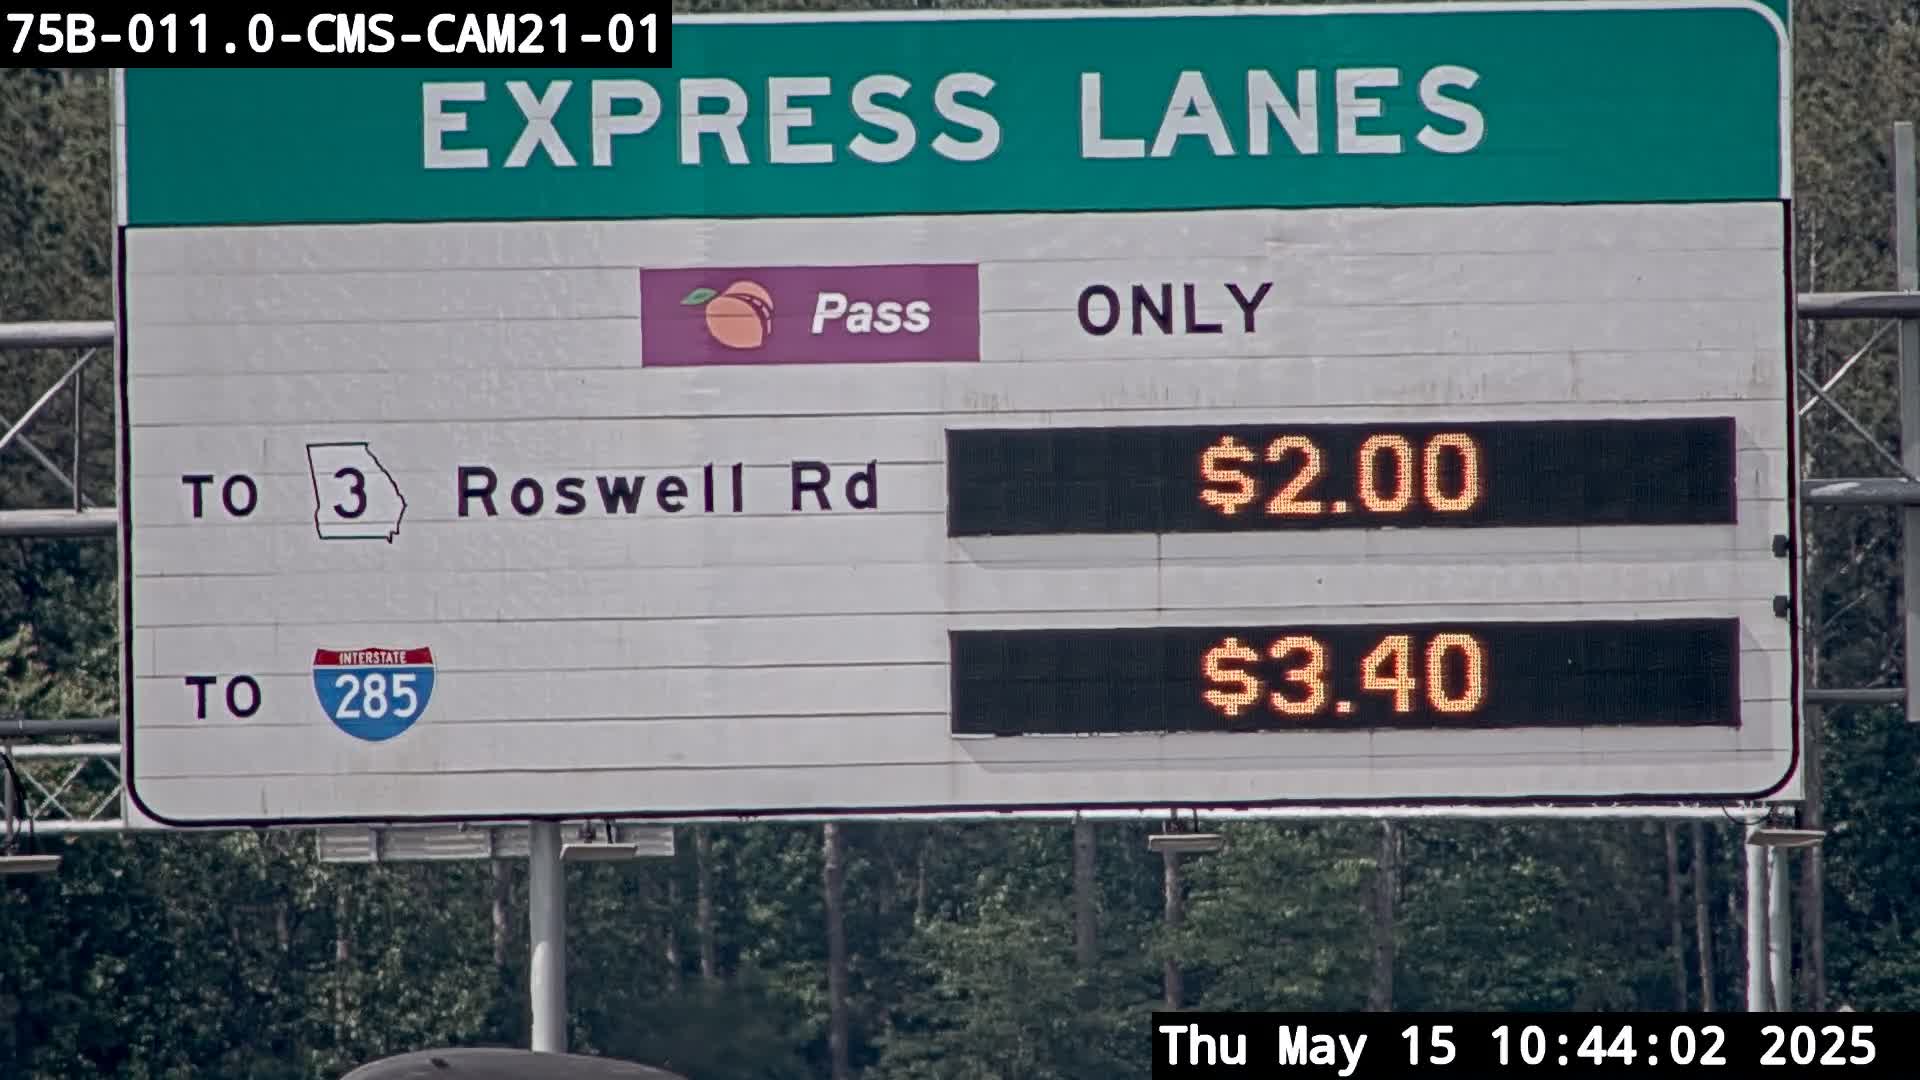 75B-011.0-CMS-CAM21-01
EXPRESS LANES
Pass ONLY
TO 3 Roswell Rd $2.00
TO INTERSTATE 285 $3.40
Thu May 15 10:44:02 2025